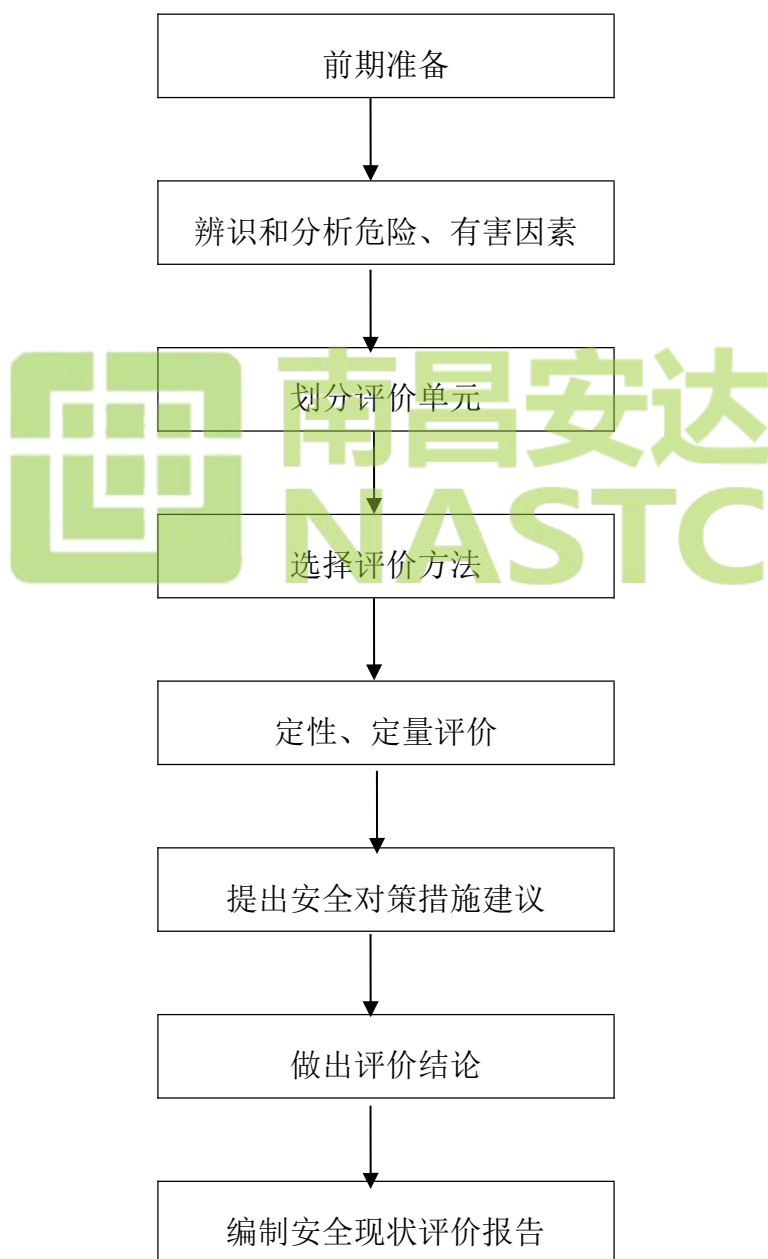 前期准备
辨识和分析危险、有害因素
南昌安达
划分评价单元
NASTC
选择评价方法
定性、定量评价
提出安全对策措施建议
做出评价结论
编制安全现状评价报告